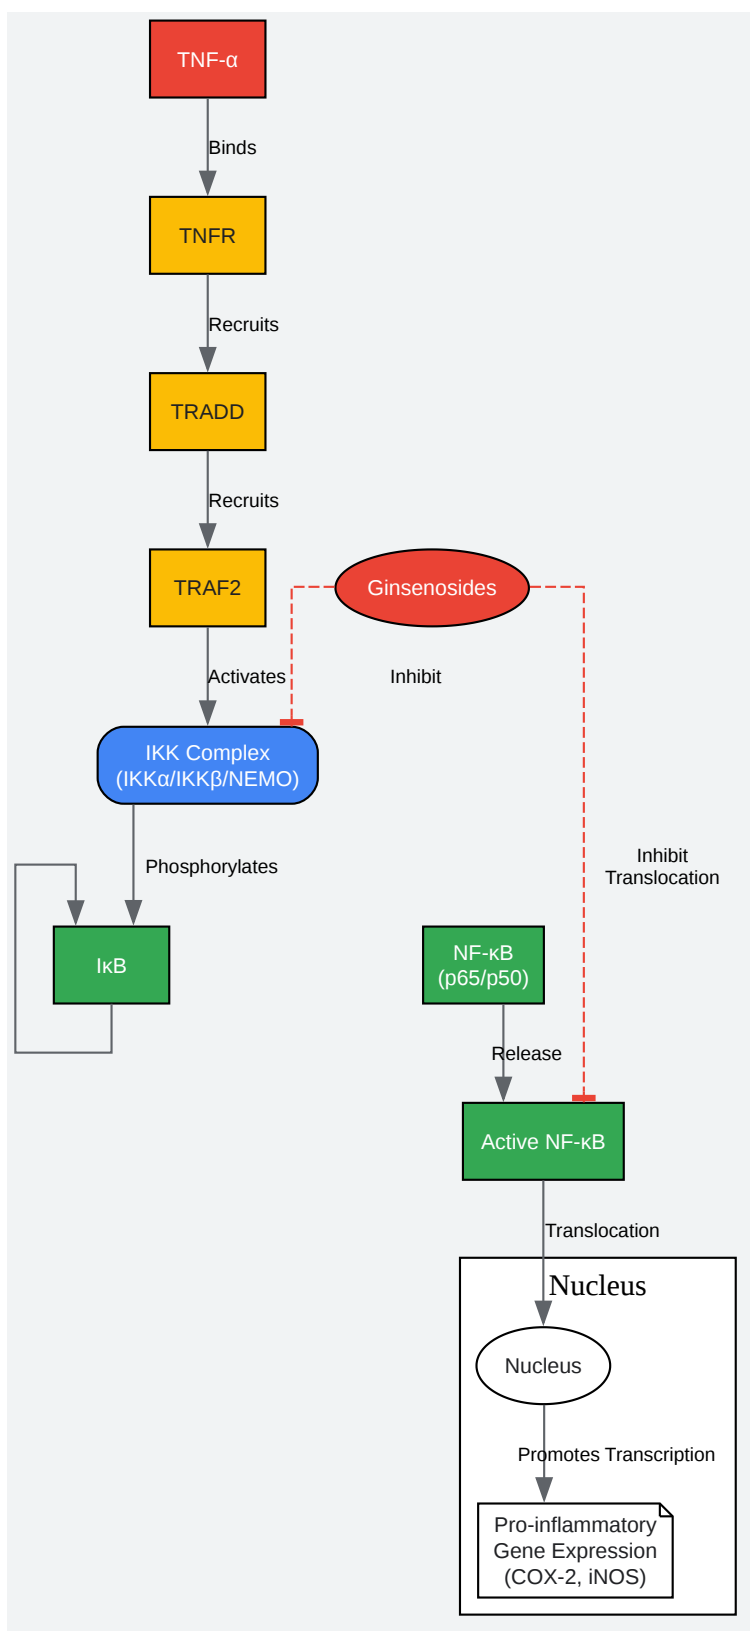 TNF-α
Binds
TNFR
Recruits
TRADD
Recruits
TRAF2
Ginsenosides
Activates
Inhibit
IKK Complex
(IKKα/IKKβ/NEMO)
Phosphorylates
Inhibit
Translocation
IκB
NF-κB
(p65/p50)
Release
Active NF-κB
Translocation
Nucleus
Nucleus
Promotes Transcription
Pro-inflammatory
Gene Expression
(COX-2, iNOS)